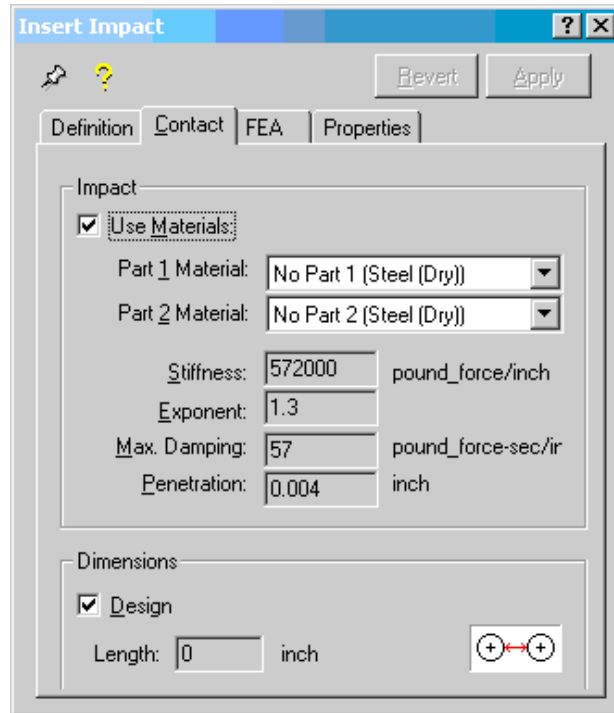 Insert Impact
Revert Apply
Definition Contact FEA Properties
Impact
Use Materials:
Part 1 Material: No Part 1 (Steel (Dry))
Part 2 Material: No Part 2 (Steel (Dry))
Stiffness: 572000 pound_force/inch
Exponent: 1.3
Max. Damping: 57 pound_force-sec/ir
Penetration: 0.004 inch
Dimensions
Design
Length: 0 inch